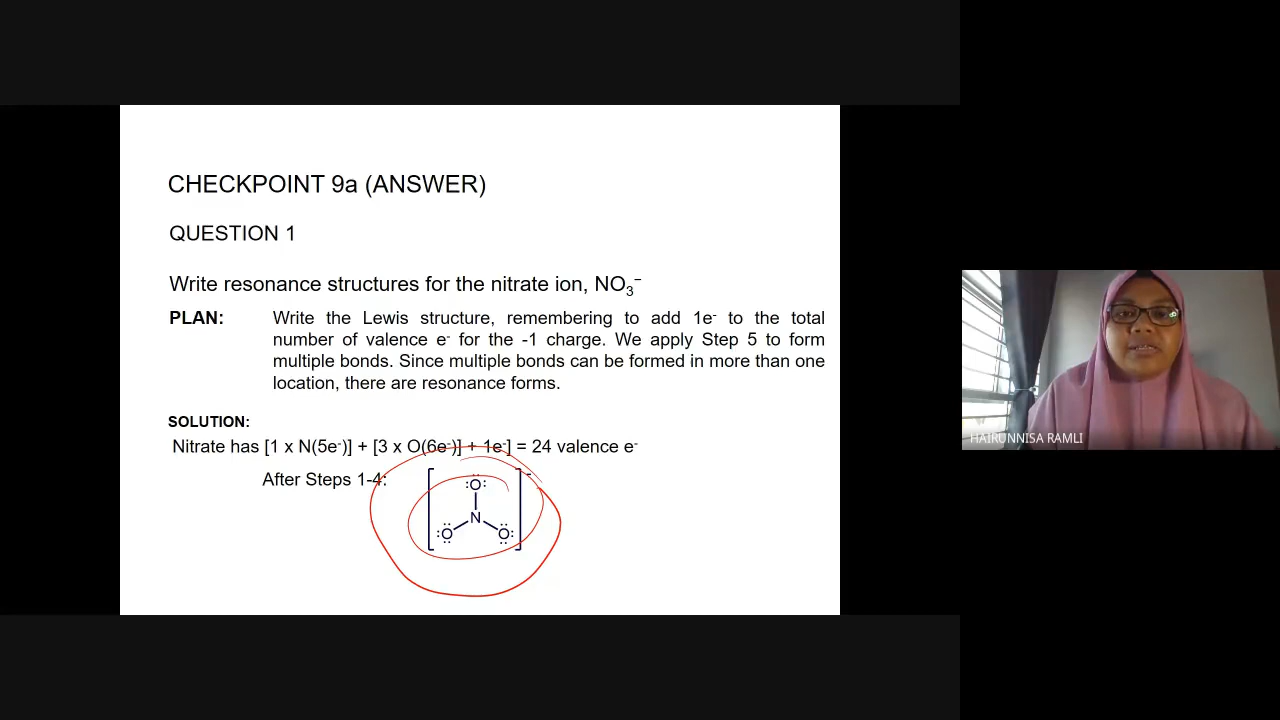 CHECKPOINT 9a (ANSWER)
QUESTION 1
Write resonance structures for the nitrate ion, NO₃⁻
PLAN: Write the Lewis structure, remembering to add 1e⁻ to the total
number of valence e⁻ for the -1 charge. We apply Step 5 to form
multiple bonds. Since multiple bonds can be formed in more than one
location, there are resonance forms.
SOLUTION:
Nitrate has [1 x N(5e⁻)] + [3 x O(6e⁻)] + 1e⁻] = 24 valence e⁻
After Steps 1-4:
-
O
N
O O
HAIRUNNISA RAMLI